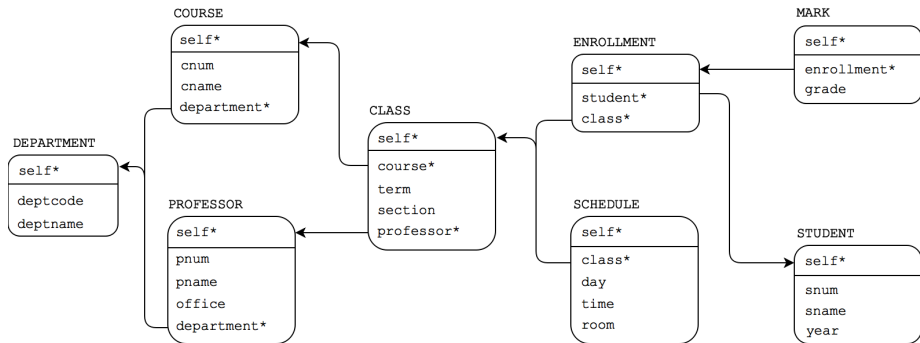 COURSE
self*
cnum
cname
department*
DEPARTMENT
self*
deptcode
deptname
PROFESSOR
self*
pnum
pname
office
department*
CLASS
self*
course*
term
section
professor*
ENROLLMENT
self*
student*
class*
SCHEDULE
self*
class*
day
time
room
MARK
self*
enrollment*
grade
STUDENT
self*
snum
sname
year